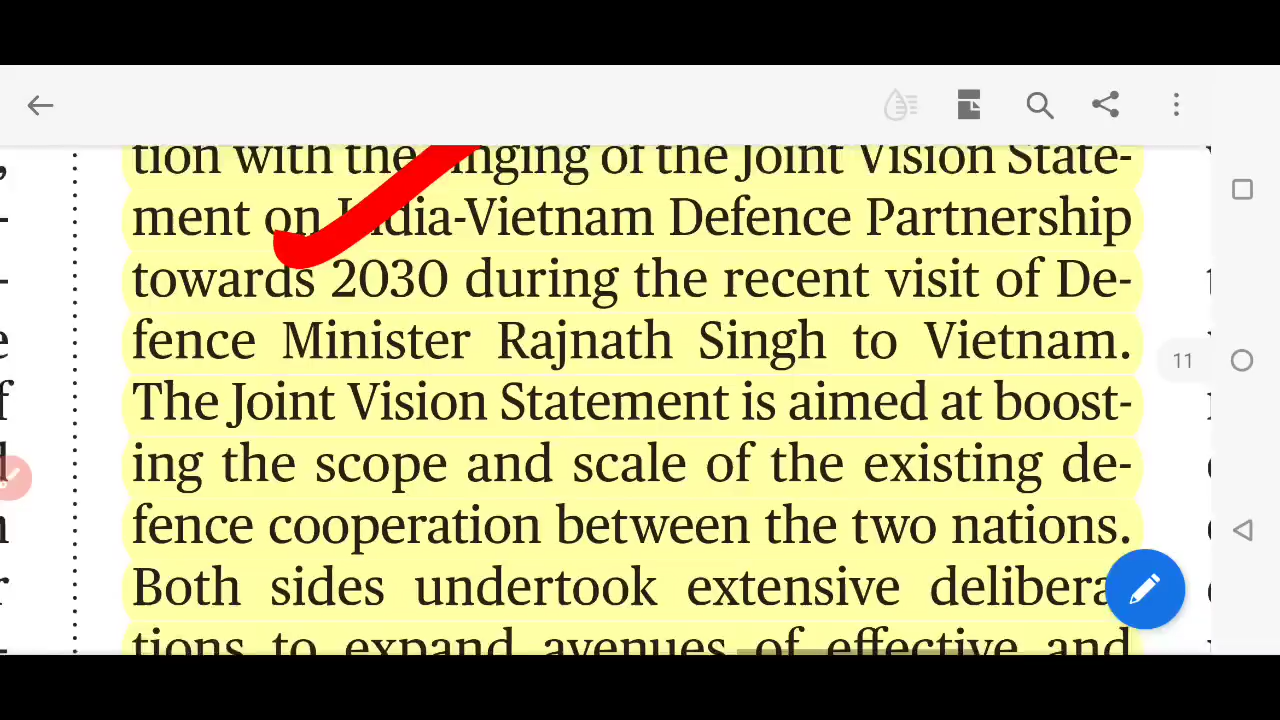 tion with the inging of the Joint Vision State-
ment on India-Vietnam Defence Partnership
towards 2030 during the recent visit of De-
fence Minister Rajnath Singh to Vietnam.
The Joint Vision Statement is aimed at boost-
ing the scope and scale of the existing de-
fence cooperation between the two nations.
Both sides undertook extensive delibera
tions to expand avenues of effective and
11